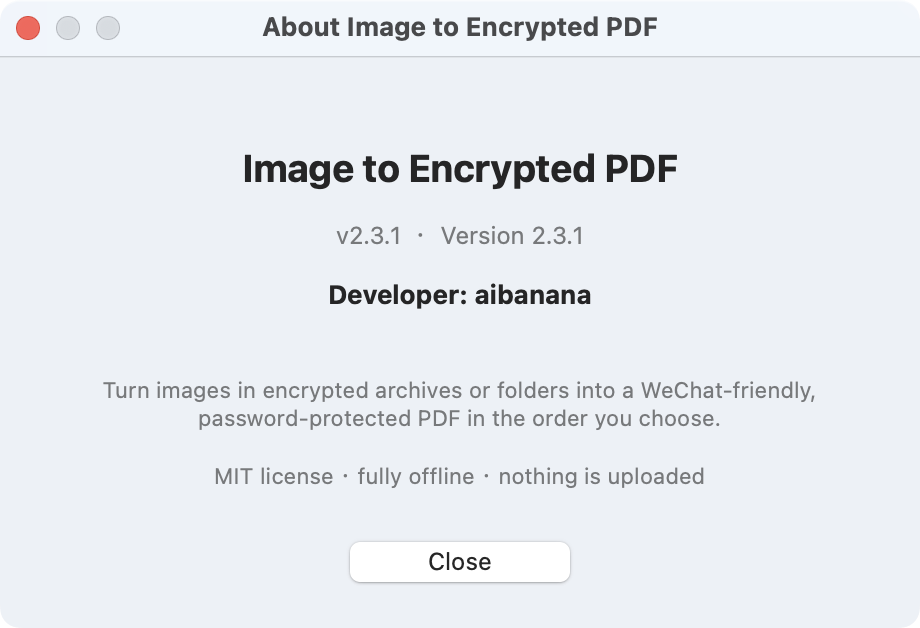 About Image to Encrypted PDF
Image to Encrypted PDF
v2.3.1 · Version 2.3.1
Developer: aibanana
Turn images in encrypted archives or folders into a WeChat-friendly,
password-protected PDF in the order you choose.
MIT license · fully offline · nothing is uploaded
Close